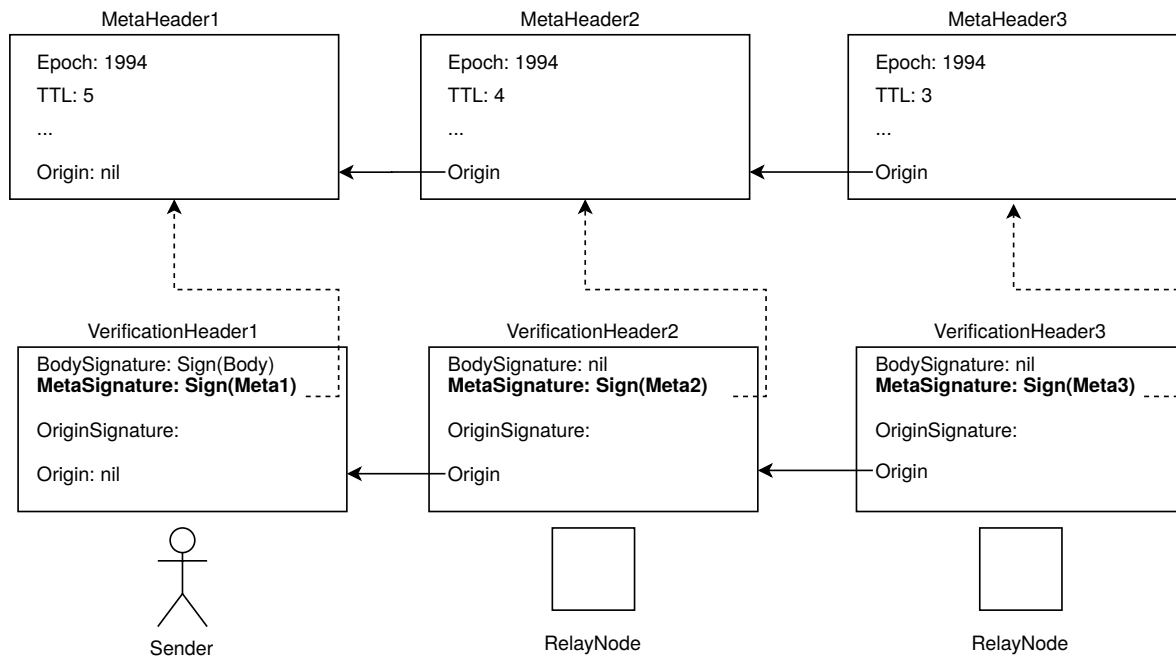 MetaHeader1
Epoch: 1994
TTL: 5
...
Origin: nil
MetaHeader2
Epoch: 1994
TTL: 4
...
Origin
MetaHeader3
Epoch: 1994
TTL: 3
...
Origin
VerificationHeader1
BodySignature: Sign(Body)
MetaSignature: Sign(Meta1)
OriginSignature:
Origin: nil
VerificationHeader2
BodySignature: nil
MetaSignature: Sign(Meta2)
OriginSignature:
Origin
VerificationHeader3
BodySignature: nil
MetaSignature: Sign(Meta3)
OriginSignature:
Origin
Sender
RelayNode
RelayNode